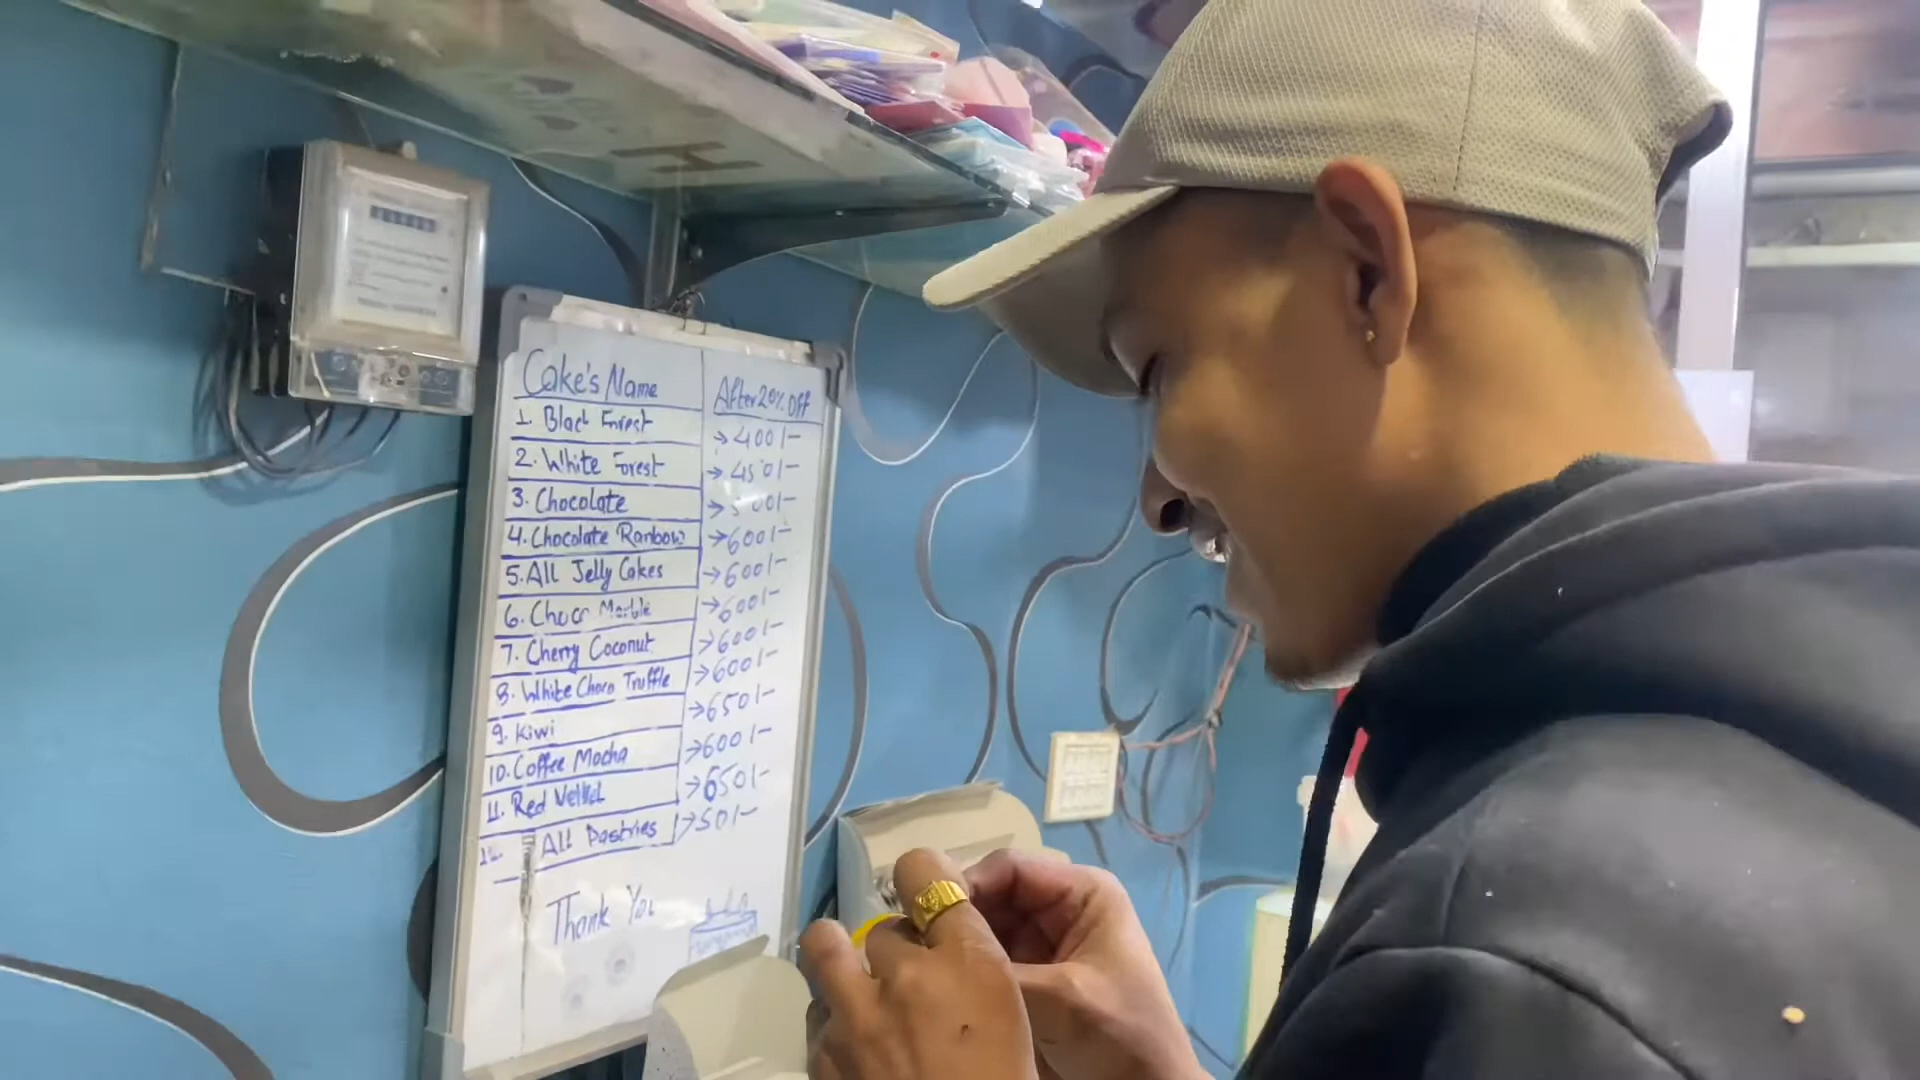 Cake's Name After 20% off
1. Black Forest → 400/-
2. White Forest → 450/-
3. Chocolate → 500/-
4. Chocolate Ranbow → 600/-
5. All Jelly Cakes → 600/-
6. Choco Marble → 600/-
7. Cherry Coconut → 600/-
8. White Choco Truffle → 600/-
9. Kiwi → 650/-
10. Coffee Mocha → 600/-
11. Red Velvet → 650/-
All Pastries → 50/-
Thank You